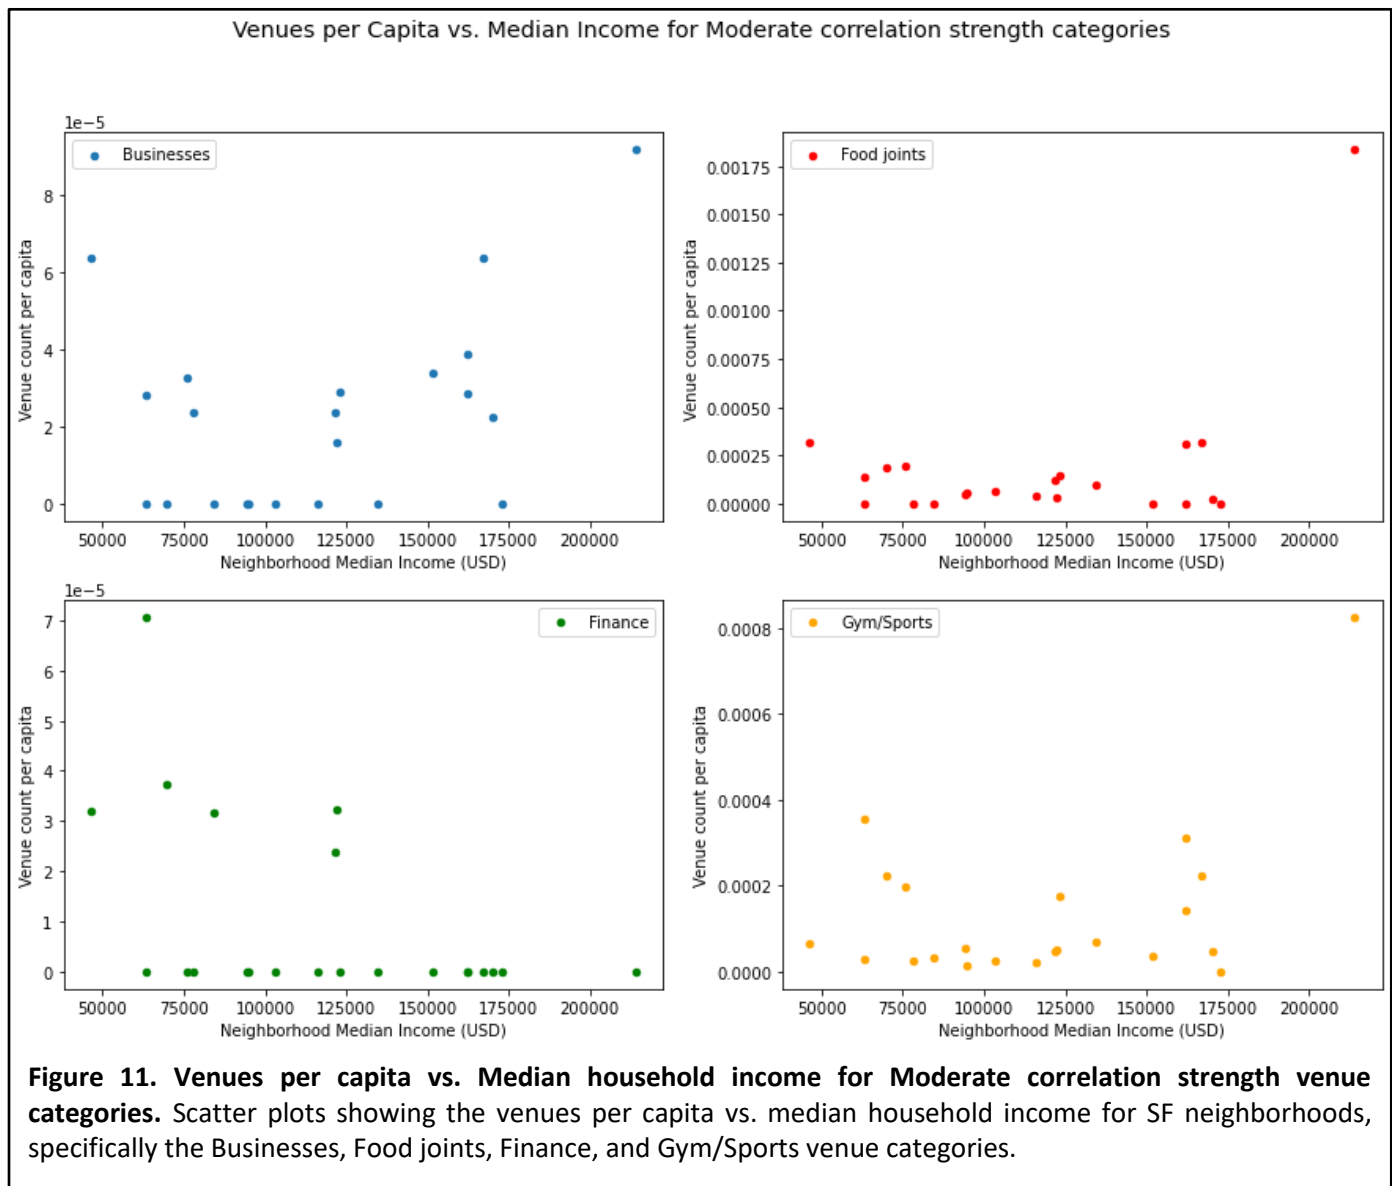 Venues per Capita vs. Median Income for Moderate correlation strength categories
1e−5
Businesses
8
6
4
2
0
Venue count per capita
50000 75000 100000 125000 150000 175000 200000
Neighborhood Median Income (USD)
Food joints
0.00175
0.00150
0.00125
0.00100
0.00075
0.00050
0.00025
0.00000
Venue count per capita
50000 75000 100000 125000 150000 175000 200000
Neighborhood Median Income (USD)
1e−5
Finance
7
6
5
4
3
2
1
0
Venue count per capita
50000 75000 100000 125000 150000 175000 200000
Neighborhood Median Income (USD)
Gym/Sports
0.0008
0.0006
0.0004
0.0002
0.0000
Venue count per capita
50000 75000 100000 125000 150000 175000 200000
Neighborhood Median Income (USD)
Figure 11. Venues per capita vs. Median household income for Moderate correlation strength venue
categories. Scatter plots showing the venues per capita vs. median household income for SF neighborhoods,
specifically the Businesses, Food joints, Finance, and Gym/Sports venue categories.